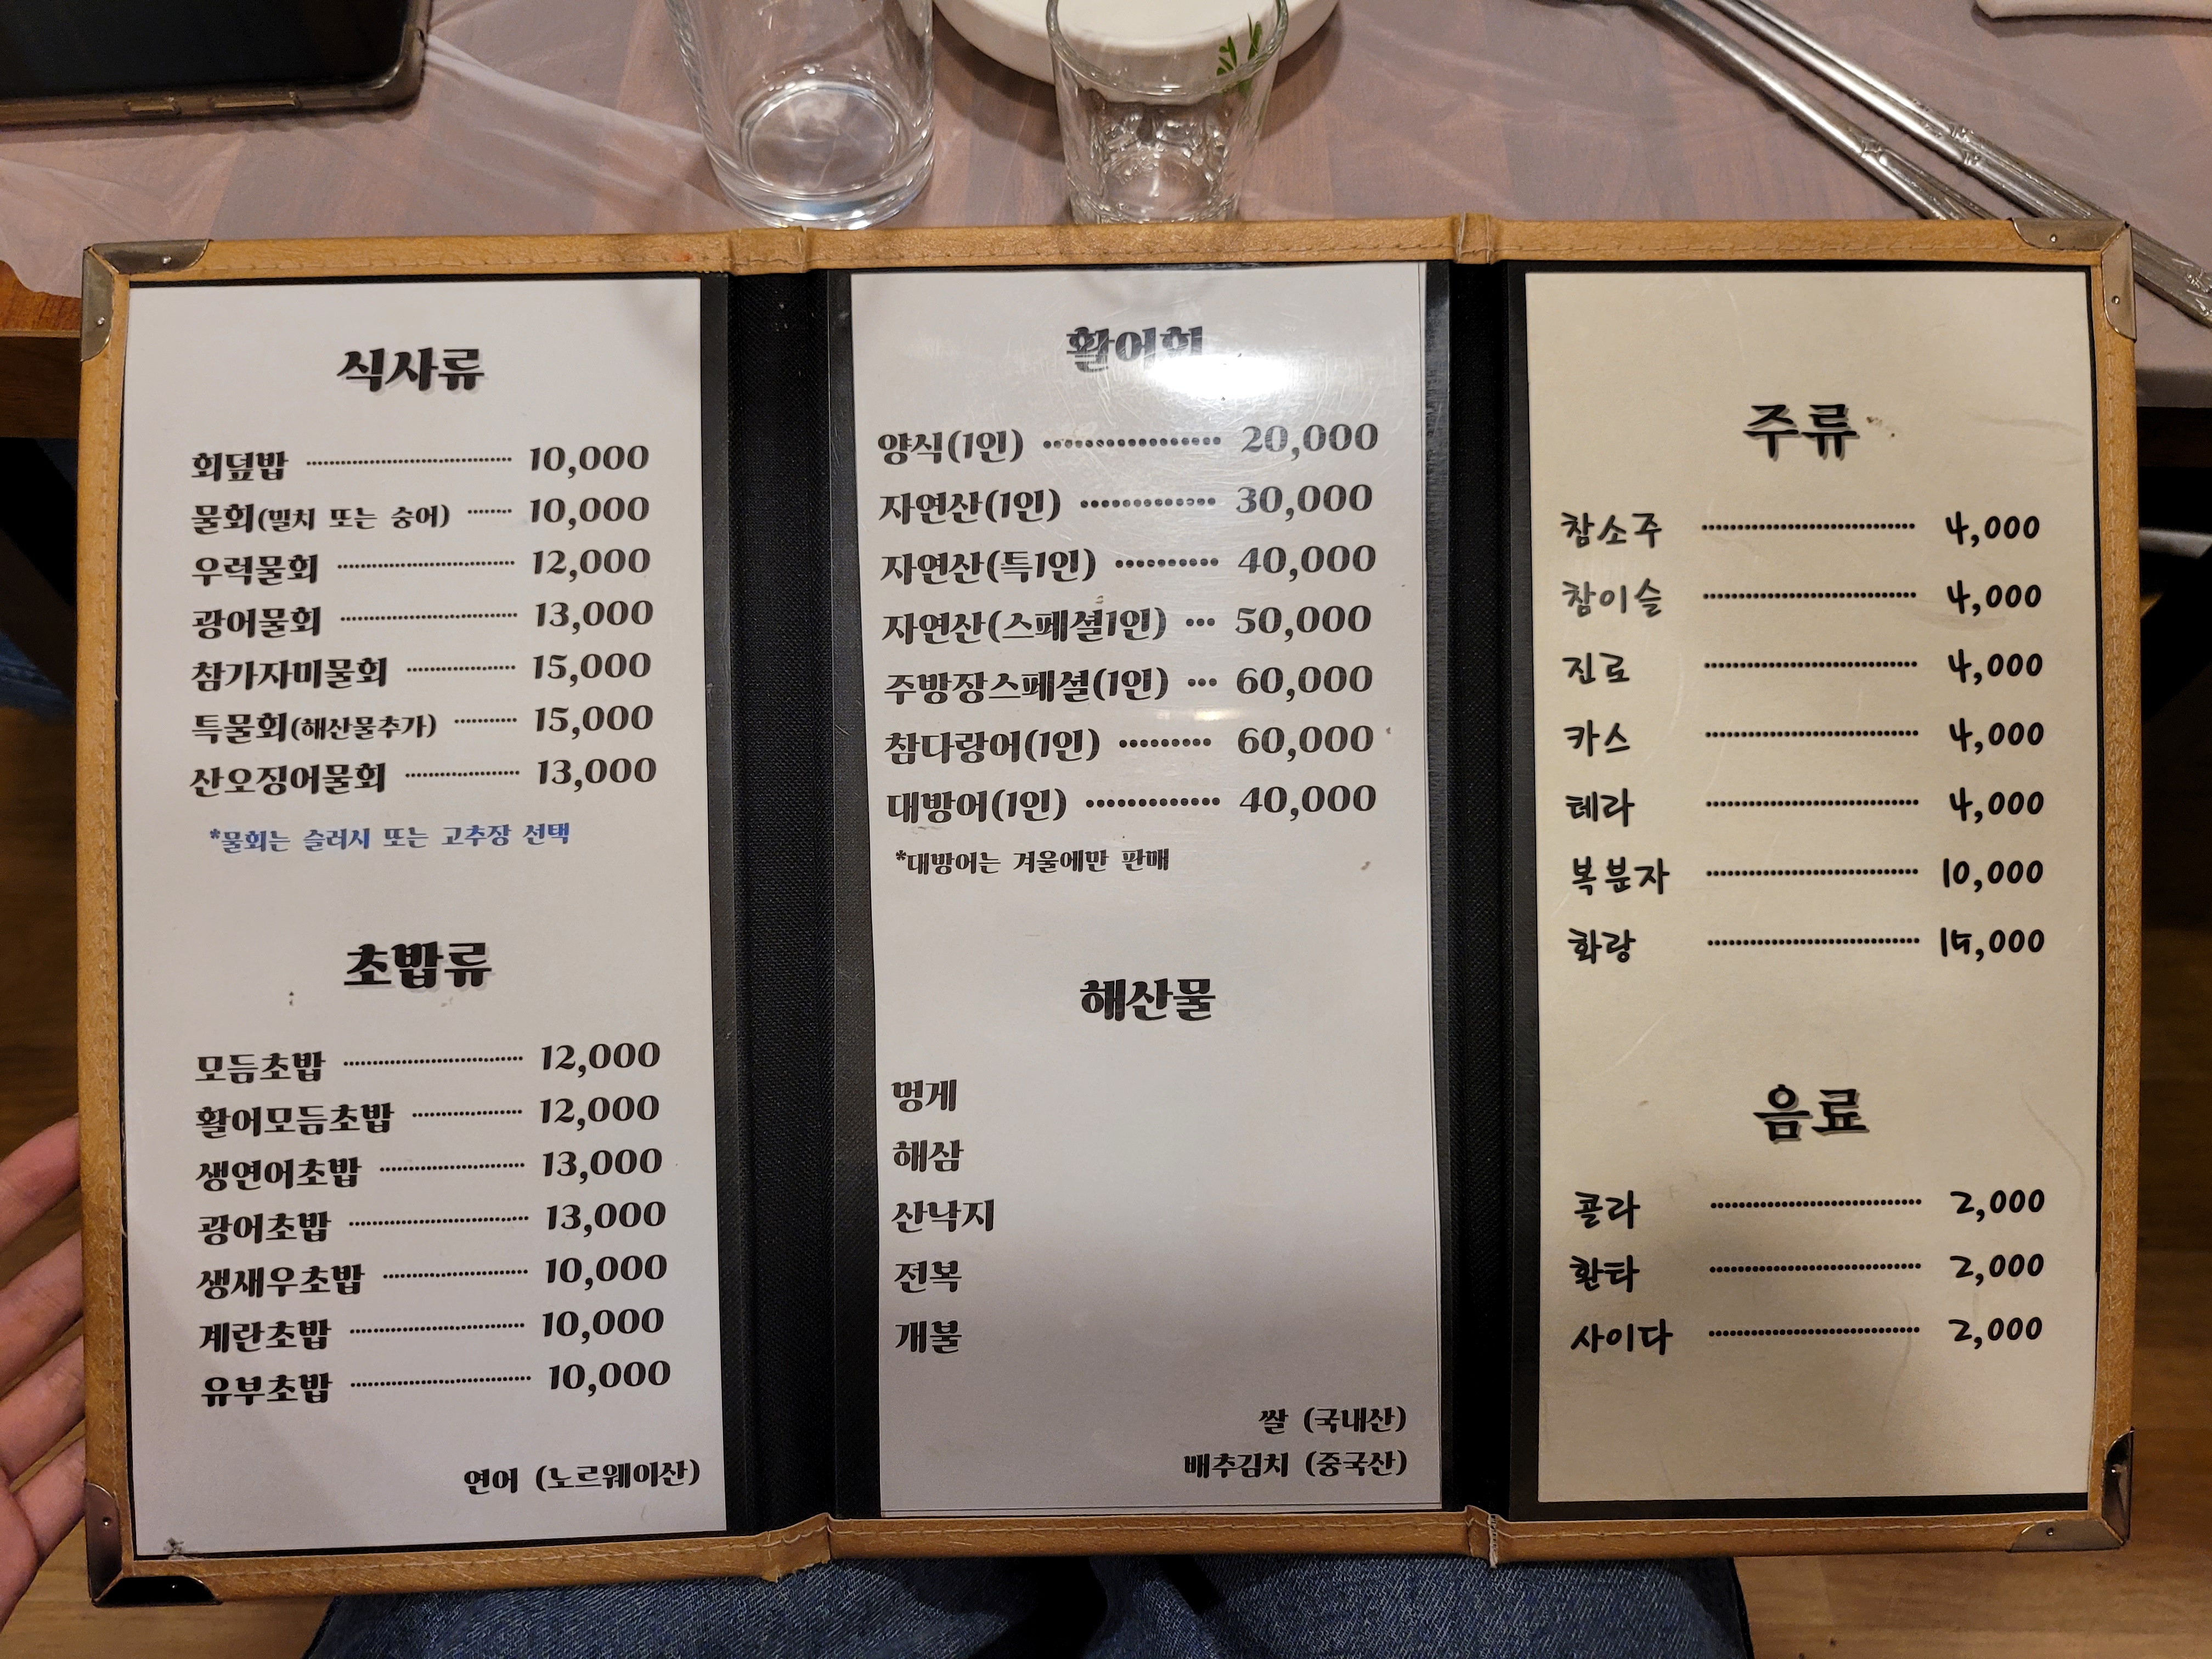 식사류
회덮밥 10,000
물회(밀치 또는 숭어) 10,000
우럭물회 12,000
광어물회 13,000
참가자미물회 15,000
특물회(해산물추가) 15,000
산오징어물회 13,000
*물회는 슬러시 또는 고추장 선택
초밥류
모듬초밥 12,000
활어모듬초밥 12,000
생연어초밥 13,000
광어초밥 13,000
생새우초밥 10,000
계란초밥 10,000
유부초밥 10,000
연어 (노르웨이산)
활어회
양식(1인) 20,000
자연산(1인) 30,000
자연산(특1인) 40,000
자연산(스페셜1인) 50,000
주방장스페셜(1인) 60,000
참다랑어(1인) 60,000
대방어(1인) 40,000
*대방어는 겨울에만 판매
해산물
멍게
해삼
산낙지
전복
개불
쌀 (국내산)
배추김치 (중국산)
주류
참소주 4,000
참이슬 4,000
진로 4,000
카스 4,000
테라 4,000
복분자 10,000
화랑 15,000
음료
콜라 2,000
환타 2,000
사이다 2,000